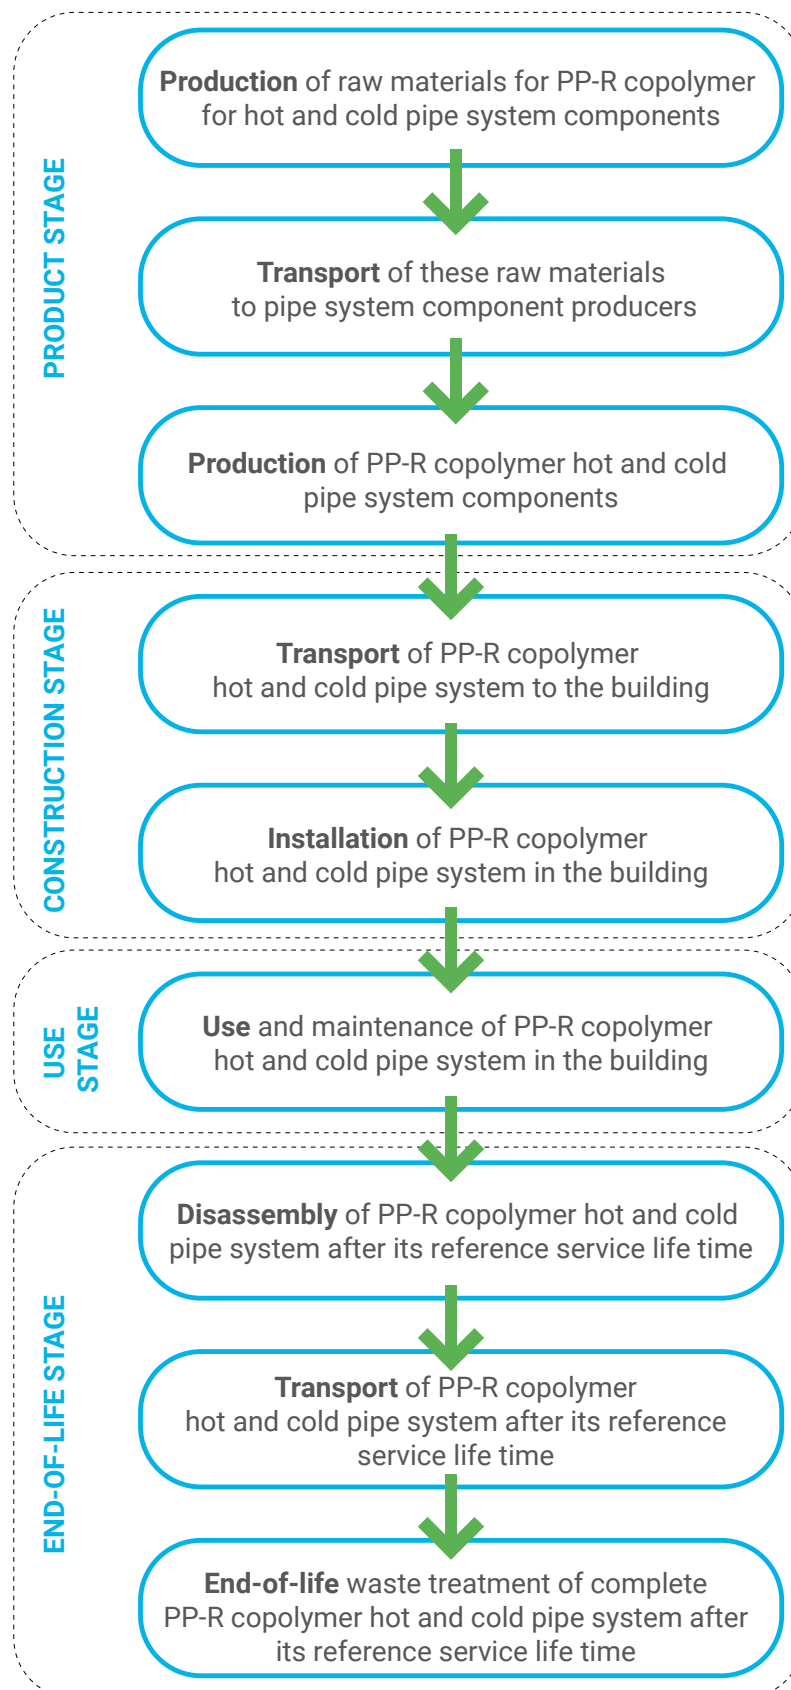 PRODUCT STAGE
Production of raw materials for PP-R copolymer
for hot and cold pipe system components
Transport of these raw materials
to pipe system component producers
Production of PP-R copolymer hot and cold
pipe system components
CONSTRUCTION STAGE
Transport of PP-R copolymer
hot and cold pipe system to the building
Installation of PP-R copolymer
hot and cold pipe system in the building
USE
STAGE
Use and maintenance of PP-R copolymer
hot and cold pipe system in the building
END-OF-LIFE STAGE
Disassembly of PP-R copolymer hot and cold
pipe system after its reference service life time
Transport of PP-R copolymer
hot and cold pipe system after its reference
service life time
End-of-life waste treatment of complete
PP-R copolymer hot and cold pipe system after
its reference service life time